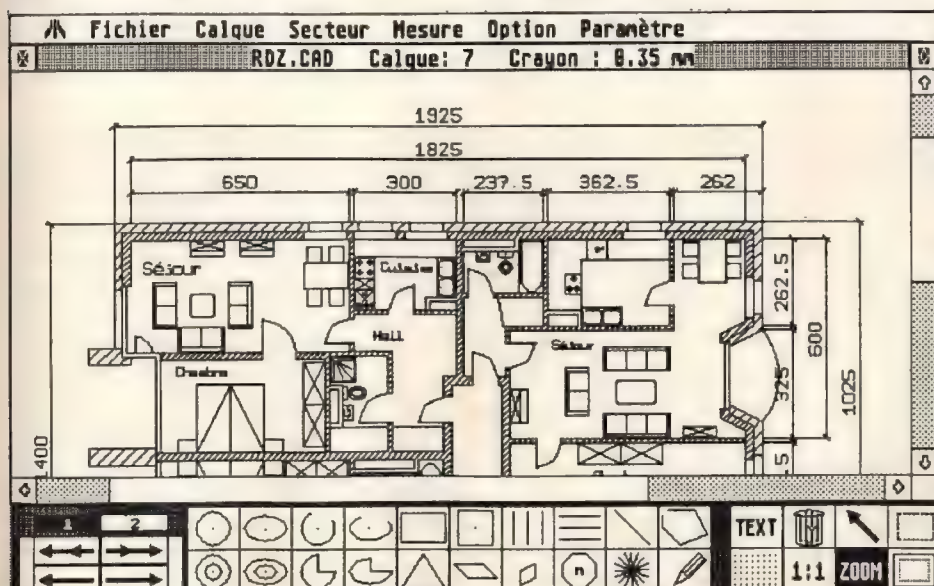 Fichier Calque Secteur Mesure Option Paramètre
RDZ.CAD Calque: 7 Crayon : 0.35 mm
1925
1825
650 300 237.5 362.5 262
Séjour
Cuisine
262.5
600
Hall
Séjour
Chambre
325
1025
400
5
1 2
TEXT
n
1:1 ZOOM